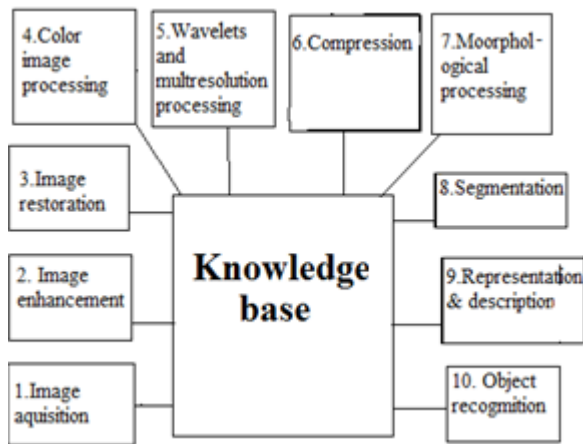 4.Color
image
processing
5.Wavelets
and
multresolution
processing
6.Compression
7.Moorphol-
ogical
processing
3.Image
restoration
8.Segmentation
Knowledge
base
2. Image
enhancement
9.Representation
& description
1.Image
aquisition
10. Object
recogmition